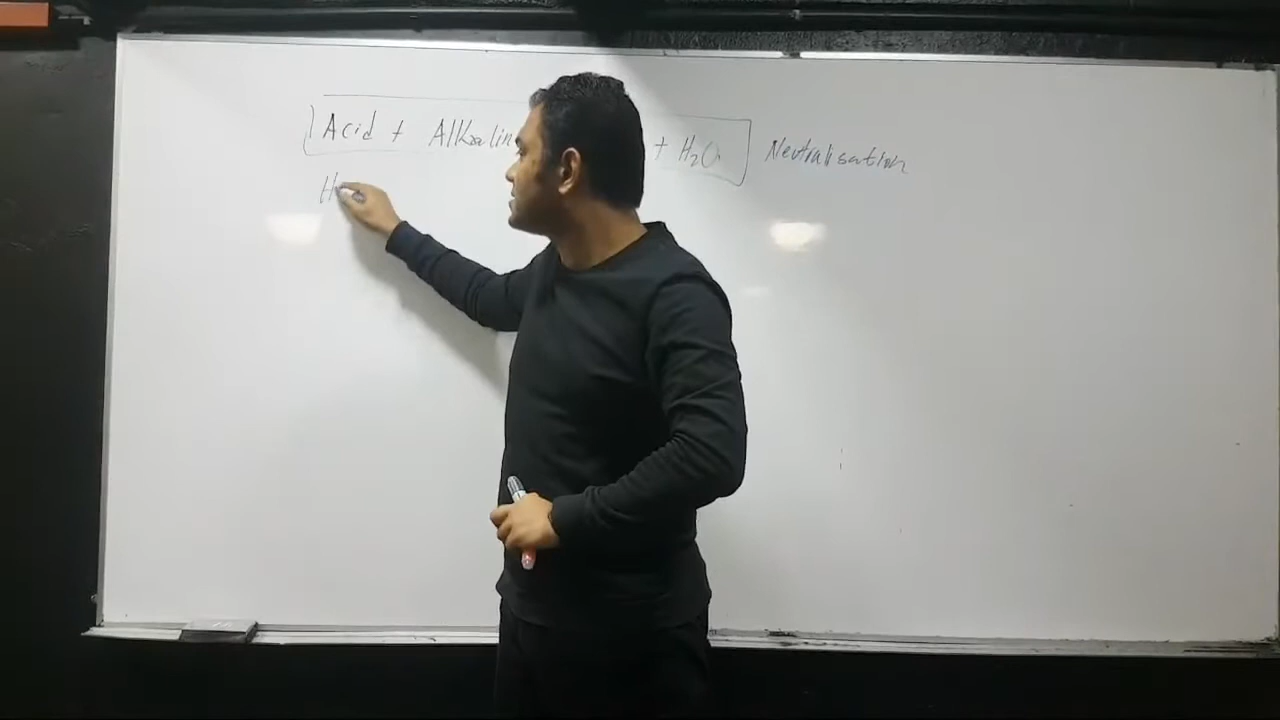 Acid + Alkalin + H₂O Neutralisation
H